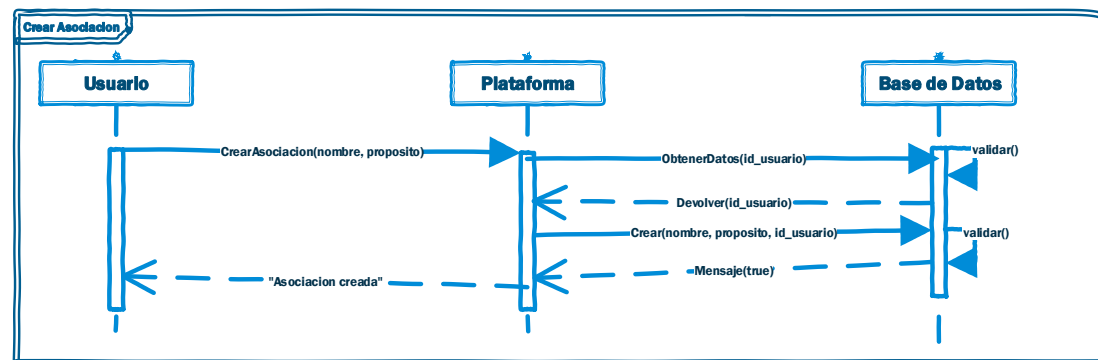 Crear Asociacion
Usuario
Plataforma
Base de Datos
CrearAsociacion(nombre, proposito)
ObtenerDatos(id_usuario)
validar()
Devolver(id_usuario)
Crear(nombre, proposito, id_usuario)
validar()
Mensaje(true)
"Asociacion creada"